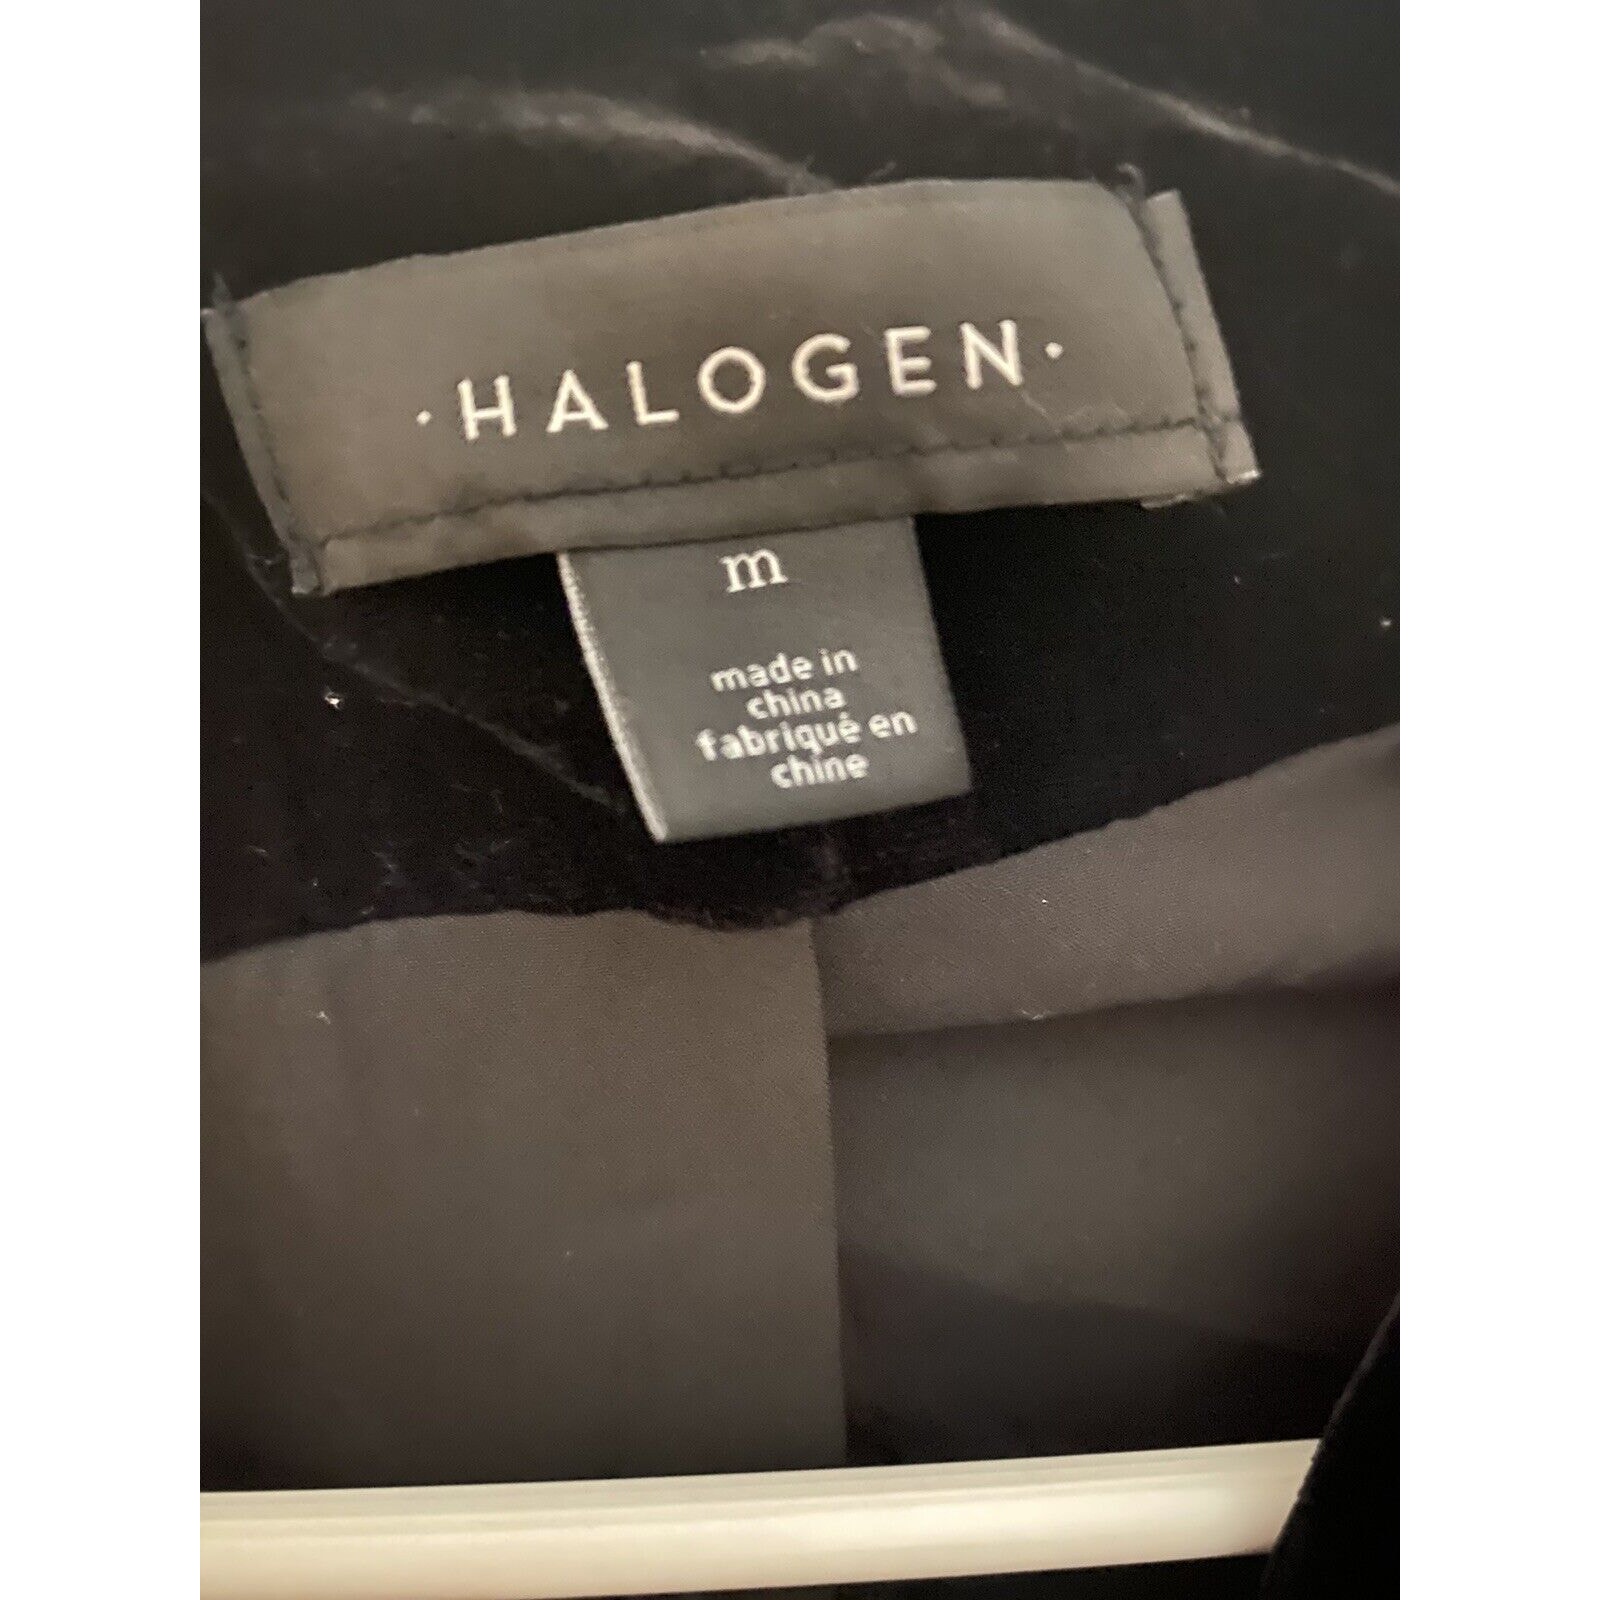 ·HALOGEN·
m
made in
china
fabriqué en
chine